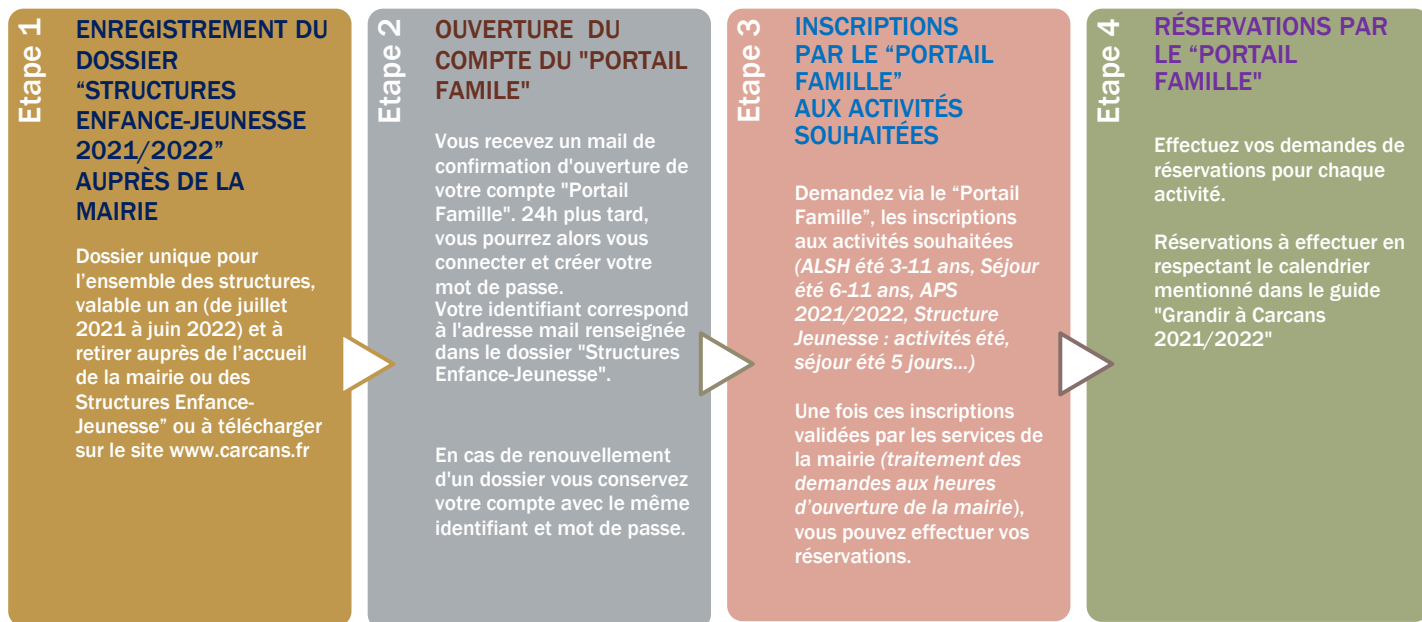 Etape 1
ENREGISTREMENT DU
DOSSIER
“STRUCTURES
ENFANCE-JEUNESSE
2021/2022”
AUPRÈS DE LA
MAIRIE
Dossier unique pour
l'ensemble des structures,
valable un an (de juillet
2021 à juin 2022) et à
retirer auprès de l’accueil
de la mairie ou des
Structures Enfance-
Jeunesse” ou à télécharger
sur le site www.carcans.fr
Etape 2
OUVERTURE DU
COMPTE DU "PORTAIL
FAMILE"
Vous recevez un mail de
confirmation d'ouverture de
votre compte "Portail
Famille". 24h plus tard,
vous pourrez alors vous
connecter et créer votre
mot de passe.
Votre identifiant correspond
à l'adresse mail renseignée
dans le dossier "Structures
Enfance-Jeunesse".
En cas de renouvellement
d'un dossier vous conservez
votre compte avec le même
identifiant et mot de passe.
Etape 3
INSCRIPTIONS
PAR LE “PORTAIL
FAMILLE”
AUX ACTIVITÉS
SOUHAITÉES
Demandez via le “Portail
Famille”, les inscriptions
aux activités souhaitées
(ALSH été 3-11 ans, Séjour
été 6-11 ans, APS
2021/2022, Structure
Jeunesse : activités été,
séjour été 5 jours...)
Une fois ces inscriptions
validées par les services de
la mairie (traitement des
demandes aux heures
d’ouverture de la mairie),
vous pouvez effectuer vos
réservations.
Etape 4
RÉSERVATIONS PAR
LE “PORTAIL
FAMILLE"
Effectuez vos demandes de
réservations pour chaque
activité.
Réservations à effectuer en
respectant le calendrier
mentionné dans le guide
"Grandir à Carcans
2021/2022"